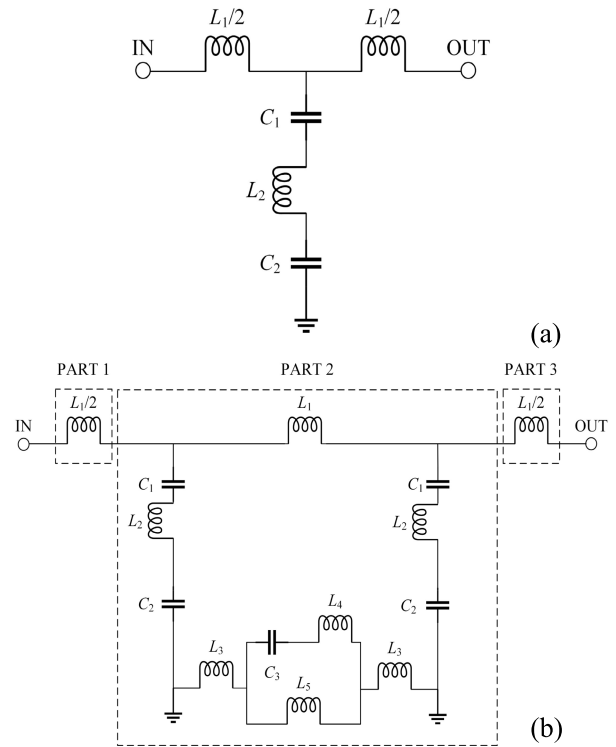 L₁/2 L₁/2
IN OUT
C₁
L₂
C₂
(a)
PART 1 PART 2 PART 3
L₁/2 L₁ L₁/2
IN OUT
C₁ C₁
L₂ L₂
C₂ C₂
L₄
L₃ C₃ L₃
L₅
(b)